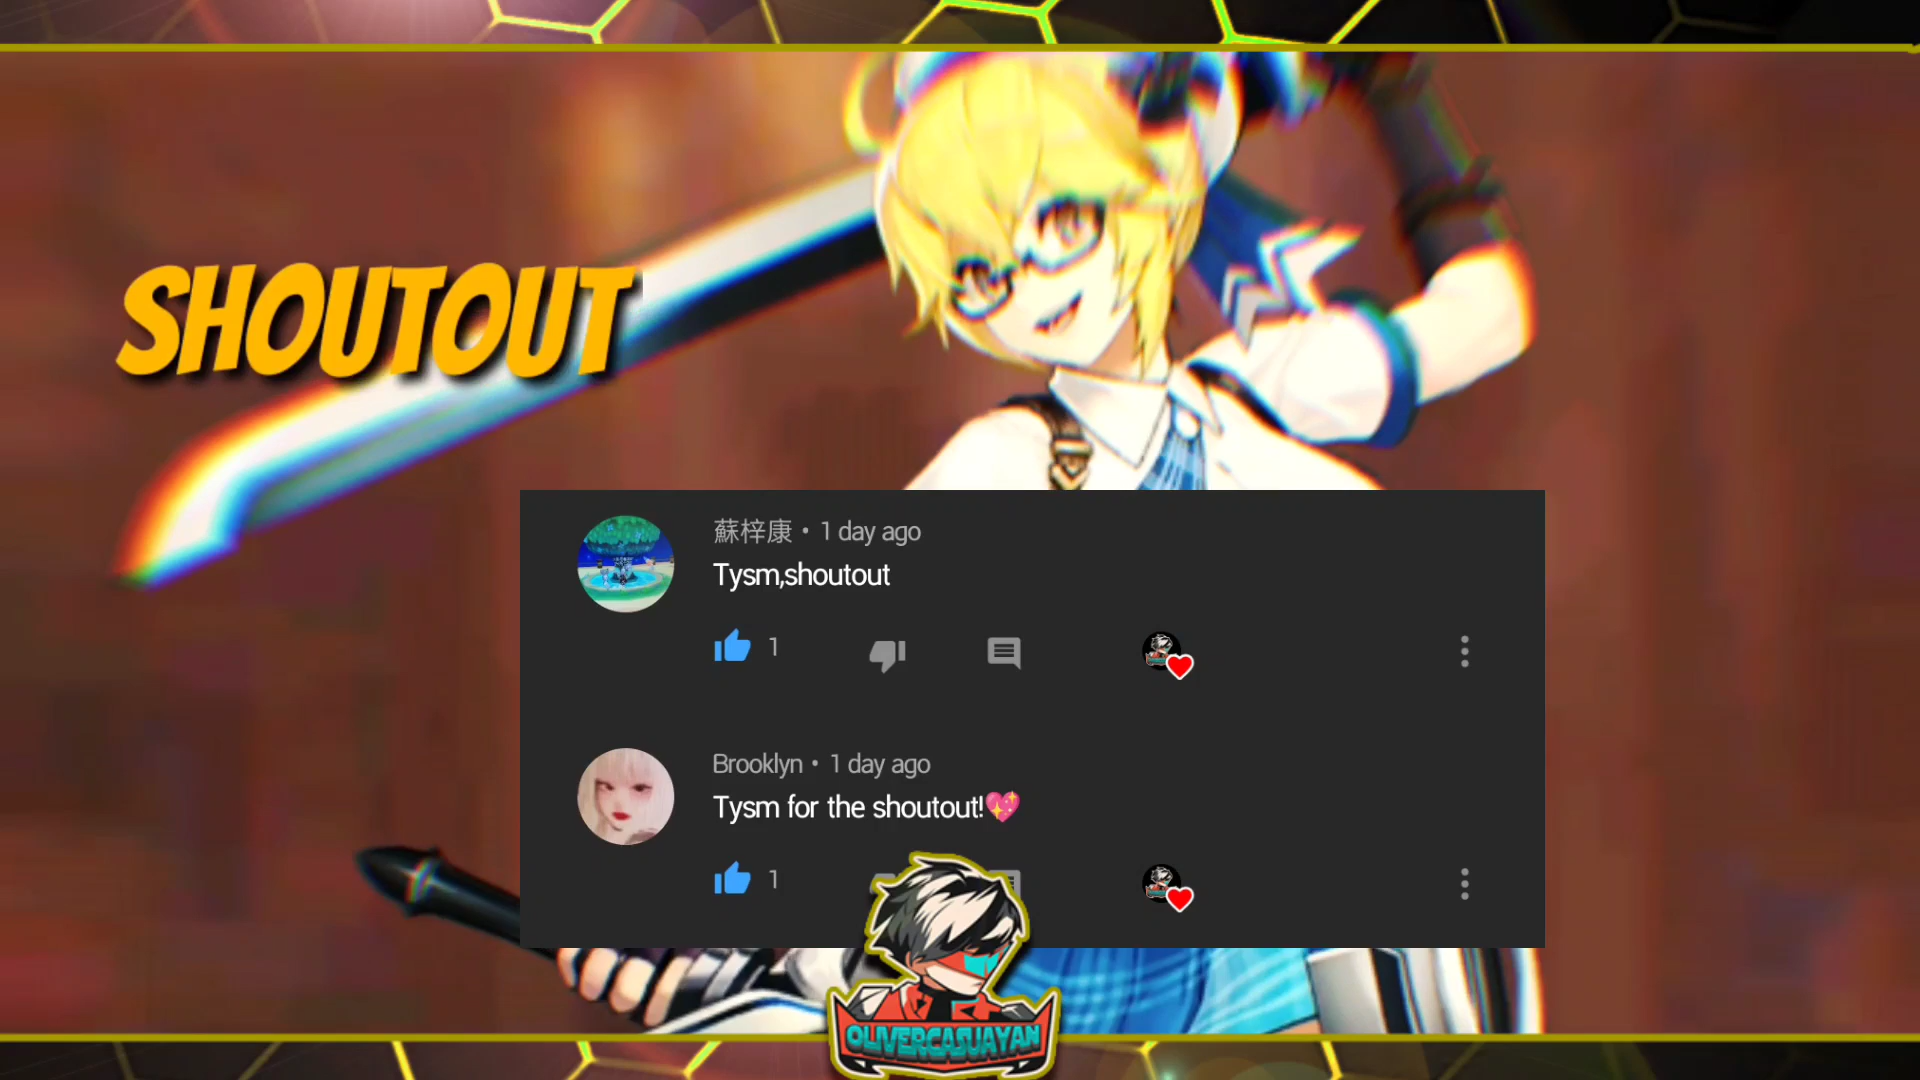 SHOUTOUT
蘇梓康 • 1 day ago
Tysm,shoutout
1
Brooklyn • 1 day ago
Tysm for the shoutout!💖
1
OLIVERCASUAYAN